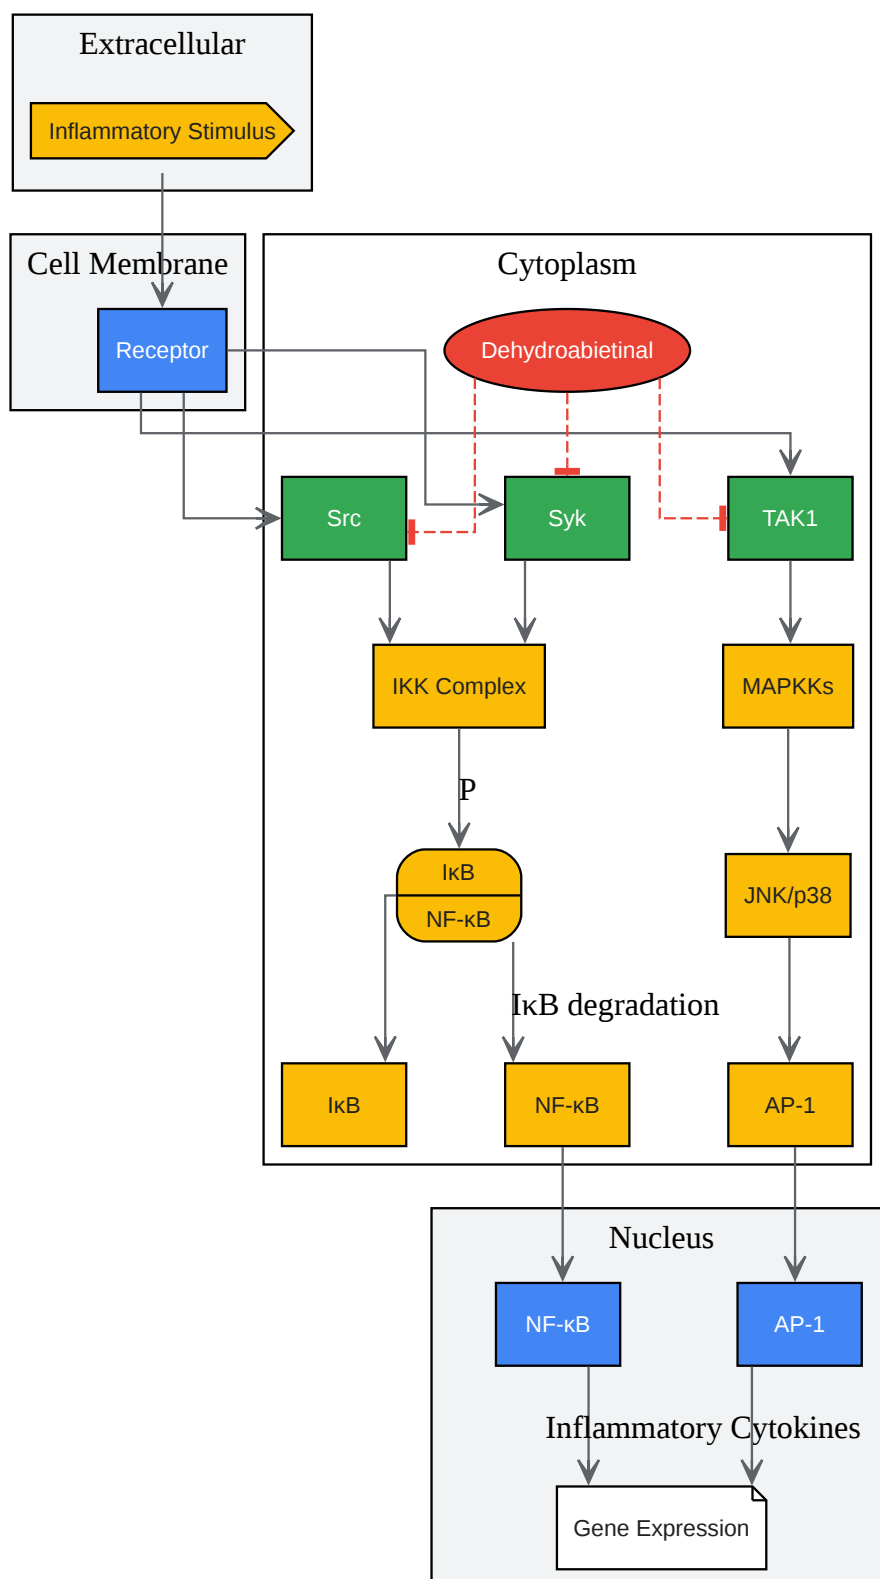 Extracellular
Inflammatory Stimulus
Cell Membrane
Cytoplasm
Receptor
Dehydroabietinal
Src
Syk
TAK1
IKK Complex
MAPKKs
P
IκB
NF-κB
JNK/p38
IκB degradation
IκB
NF-κB
AP-1
Nucleus
NF-κB
AP-1
Inflammatory Cytokines
Gene Expression